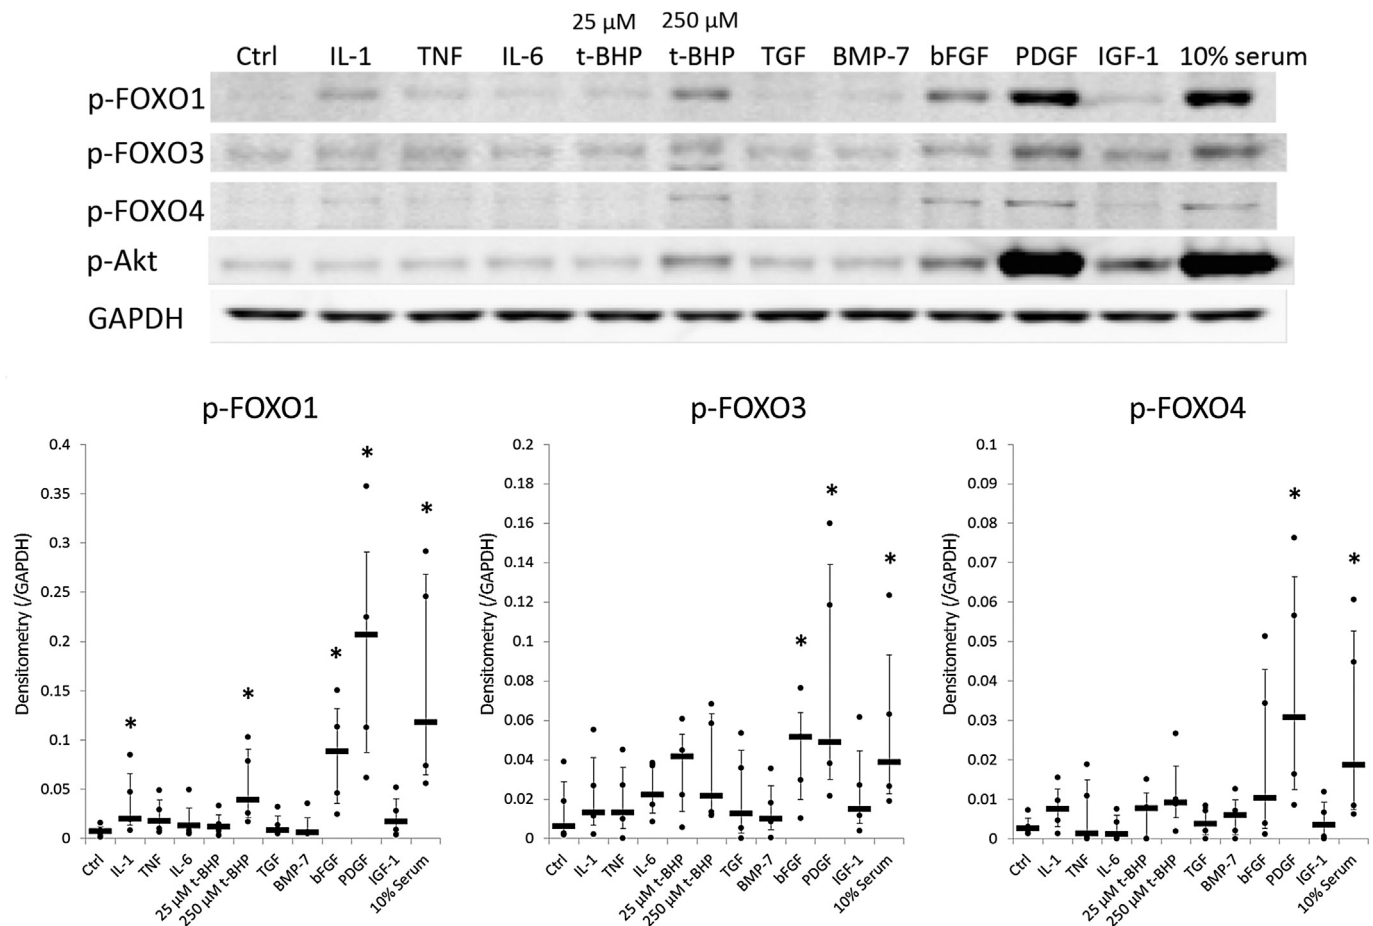 25 µM 250 µM
Ctrl IL-1 TNF IL-6 t-BHP t-BHP TGF BMP-7 bFGF PDGF IGF-1 10% serum
p-FOXO1
p-FOXO3
p-FOXO4
p-Akt
GAPDH
p-FOXO1
*
*
*
*
*
Densitometry (/GAPDH)
0.4
0.35
0.3
0.25
0.2
0.15
0.1
0.05
0
Ctrl IL-1 TNF IL-6 25 µM t-BHP 250 µM t-BHP TGF BMP-7 bFGF PDGF IGF-1 10% Serum
p-FOXO3
*
*
*
Densitometry (/GAPDH)
0.2
0.18
0.16
0.14
0.12
0.1
0.08
0.06
0.04
0.02
0
Ctrl IL-1 TNF IL-6 25 µM t-BHP 250 µM t-BHP TGF BMP-7 bFGF PDGF IGF-1 10% Serum
p-FOXO4
*
*
Densitometry (/GAPDH)
0.1
0.09
0.08
0.07
0.06
0.05
0.04
0.03
0.02
0.01
0
Ctrl IL-1 TNF IL-6 25 µM t-BHP 250 µM t-BHP TGF BMP-7 bFGF PDGF IGF-1 10% Serum